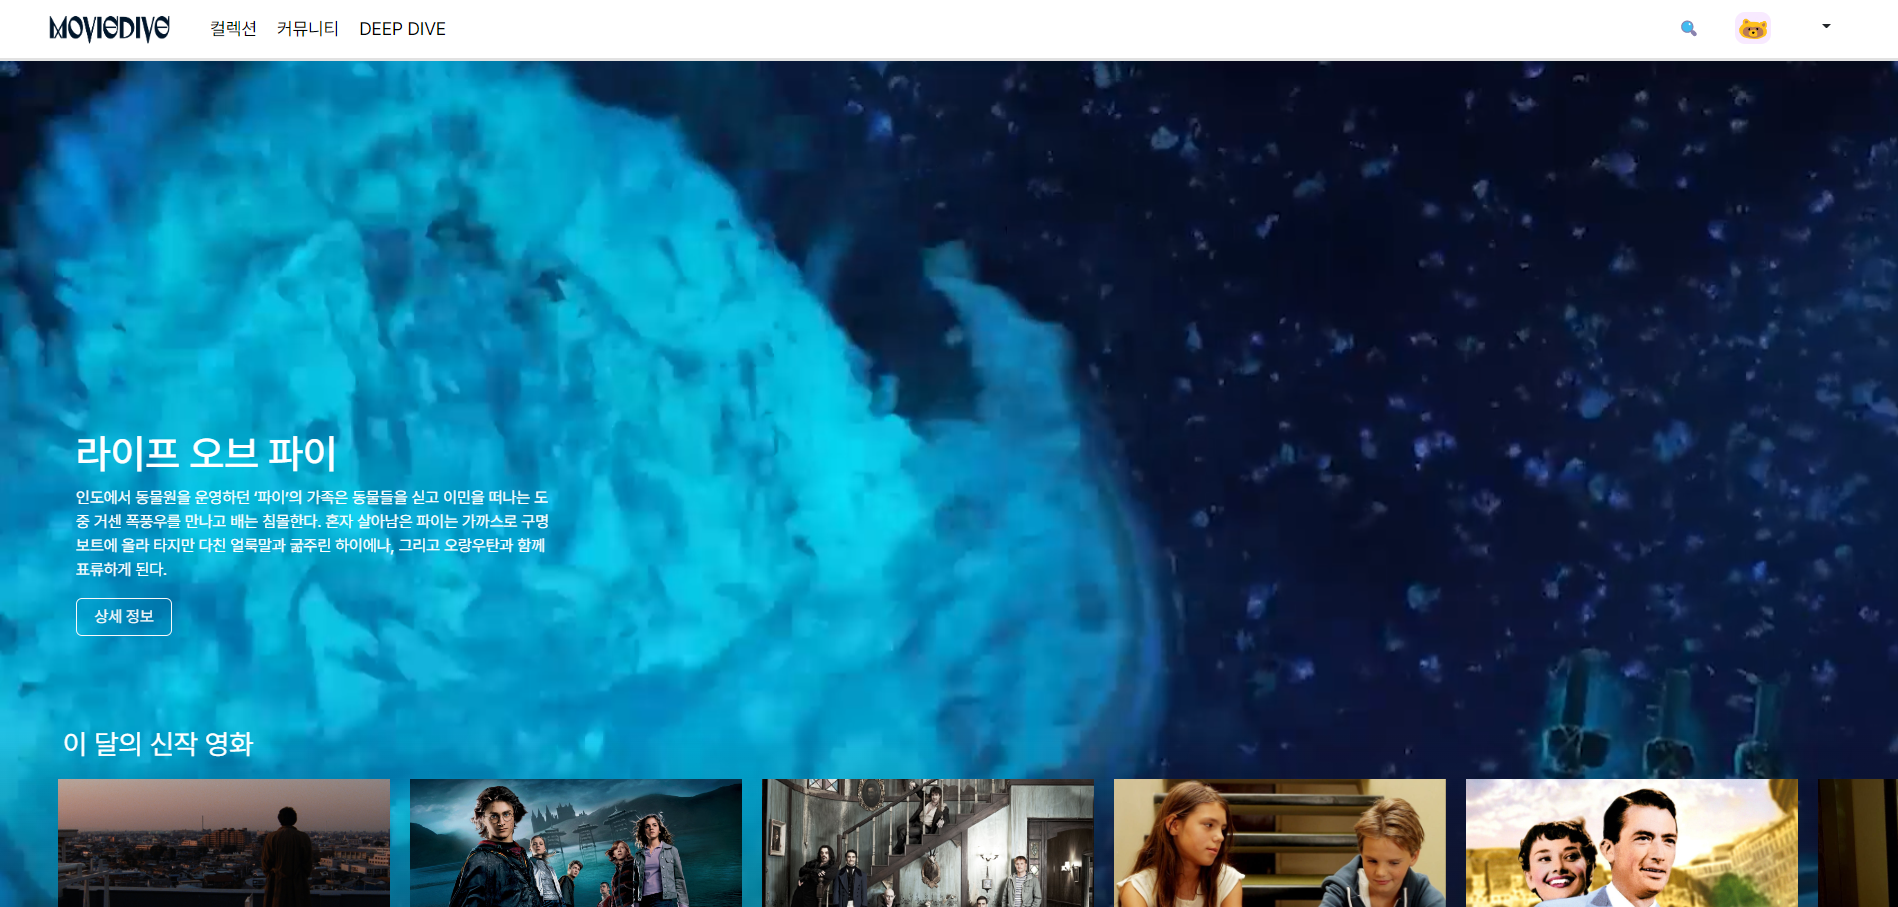 MOVIEDIVE 컬렉션 커뮤니티 DEEP DIVE
라이프 오브 파이
인도에서 동물원을 운영하던 ‘파이’의 가족은 동물들을 싣고 이민을 떠나는 도
중 거센 폭풍우를 만나고 배는 침몰한다. 혼자 살아남은 파이는 가까스로 구명
보트에 올라 타지만 다친 얼룩말과 굶주린 하이에나, 그리고 오랑우탄과 함께
표류하게 된다.
상세 정보
이 달의 신작 영화